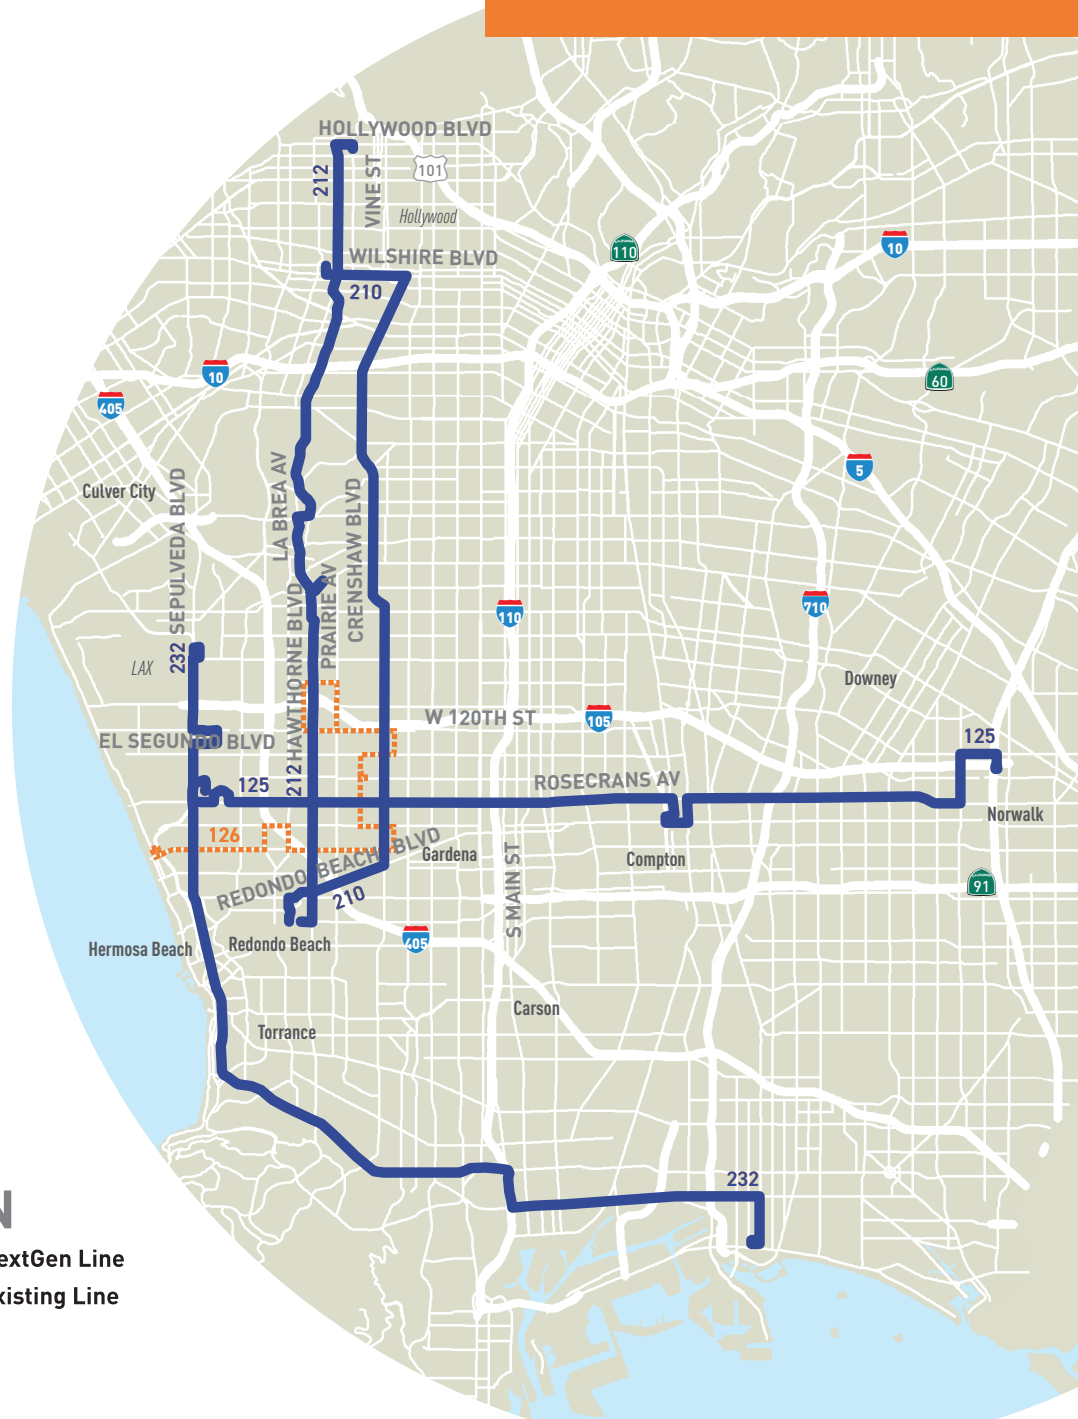 HOLLYWOOD BLVD
212
VINE ST
101
Hollywood
CALIFORNIA
110
10
WILSHIRE BLVD
210
10
405
CALIFORNIA
60
5
Culver City
SEPULVEDA BLVD
LA BREA AV
CRENSHAW BLVD
PRAIRIE AV
HAWTHORNE BLVD
110
710
232
LAX
Downey
W 120TH ST
105
EL SEGUNDO BLVD
125
125
212
ROSECRANS AV
Norwalk
126
REDONDO BEACH BLVD
Gardena
Compton
210
S MAIN ST
CALIFORNIA
91
Hermosa Beach
Redondo Beach
405
Carson
Torrance
232
N
extGen Line
xisting Line